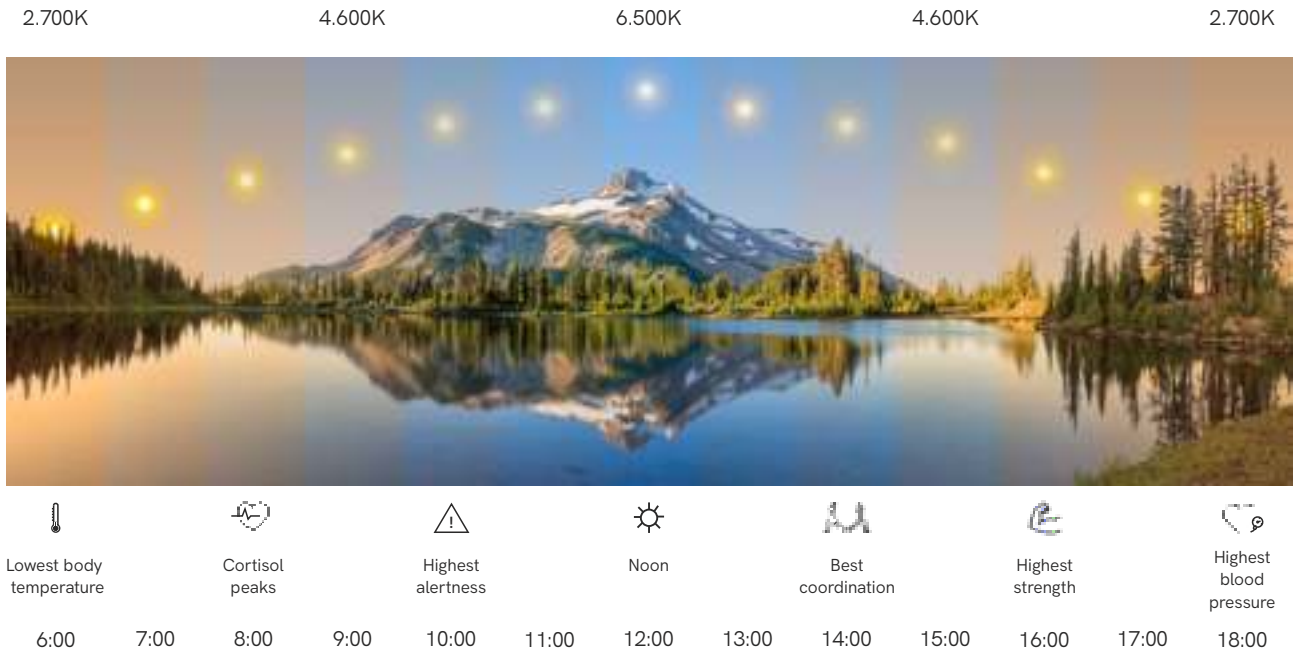 2.700K 4.600K 6.500K 4.600K 2.700K
Lowest body
temperature
Cortisol
peaks
Highest
alertness
Noon
Best
coordination
Highest
strength
Highest
blood
pressure
6:00 7:00 8:00 9:00 10:00 11:00 12:00 13:00 14:00 15:00 16:00 17:00 18:00